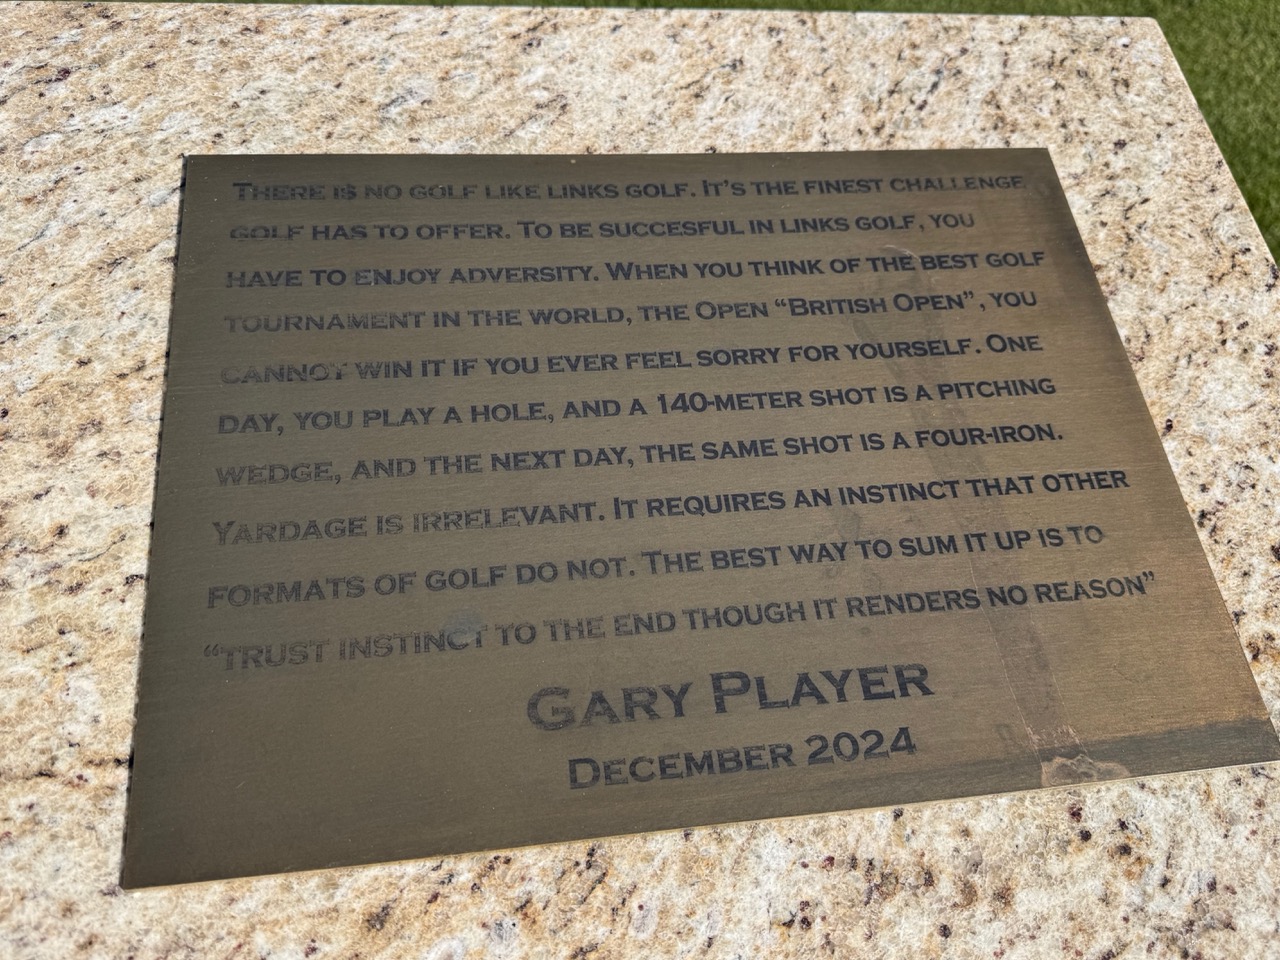 There is no golf like links golf. It's the finest challenge
golf has to offer. To be succesful in links golf, you
have to enjoy adversity. When you think of the best golf
tournament in the world, the Open “British Open”, you
cannot win it if you ever feel sorry for yourself. One
day, you play a hole, and a 140-meter shot is a pitching
wedge, and the next day, the same shot is a four-iron.
Yardage is irrelevant. It requires an instinct that other
formats of golf do not. The best way to sum it up is to
“trust instinct to the end though it renders no reason”
Gary Player
December 2024